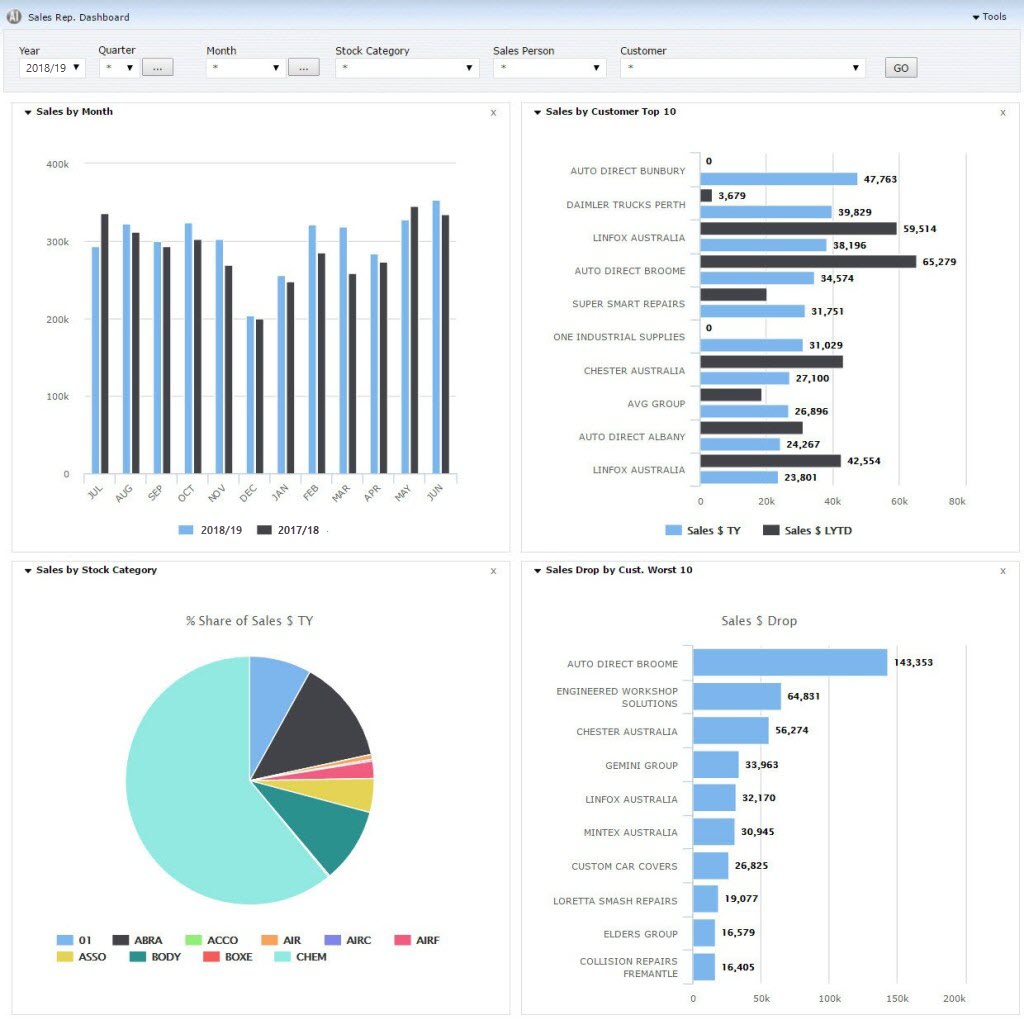 AI Sales Rep. Dashboard
Tools
Year Quarter Month Stock Category Sales Person Customer
2018/19 * ... * ... * * * GO
Sales by Month x
400k
300k
200k
100k
0
JUL AUG SEP OCT NOV DEC JAN FEB MAR APR MAY JUN
2018/19 2017/18
Sales by Customer Top 10 x
0
AUTO DIRECT BUNBURY 47,763
3,679
DAIMLER TRUCKS PERTH 39,829
59,514
LINFOX AUSTRALIA 38,196
65,279
AUTO DIRECT BROOME 34,574
SUPER SMART REPAIRS 31,751
0
ONE INDUSTRIAL SUPPLIES 31,029
CHESTER AUSTRALIA 27,100
AVG GROUP 26,896
AUTO DIRECT ALBANY 24,267
42,554
LINFOX AUSTRALIA 23,801
0 20k 40k 60k 80k
Sales $ TY Sales $ LYTD
Sales by Stock Category x
% Share of Sales $ TY
01 ABRA ACCO AIR AIRC AIRF
ASSO BODY BOXE CHEM
Sales Drop by Cust. Worst 10 x
Sales $ Drop
AUTO DIRECT BROOME 143,353
ENGINEERED WORKSHOP
SOLUTIONS 64,831
CHESTER AUSTRALIA 56,274
GEMINI GROUP 33,963
LINFOX AUSTRALIA 32,170
MINTEX AUSTRALIA 30,945
CUSTOM CAR COVERS 26,825
LORETTA SMASH REPAIRS 19,077
ELDERS GROUP 16,579
COLLISION REPAIRS
FREMANTLE 16,405
0 50k 100k 150k 200k